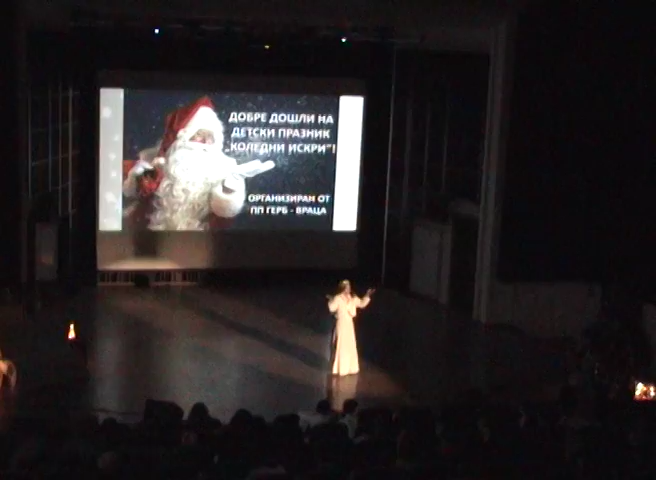 ДОБРЕ ДОШЛИ НА
ДЕТСКИ ПРАЗНИК
„КОЛЕДНИ ИСКРИ"!
ОРГАНИЗИРАН ОТ
ПП ГЕРБ - ВРАЦА